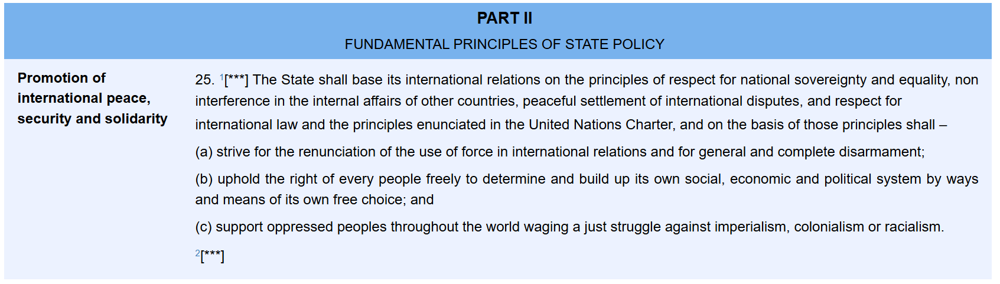 PART II
FUNDAMENTAL PRINCIPLES OF STATE POLICY
Promotion of
international peace,
security and solidarity
25. 1[***] The State shall base its international relations on the principles of respect for national sovereignty and equality, non
interference in the internal affairs of other countries, peaceful settlement of international disputes, and respect for
international law and the principles enunciated in the United Nations Charter, and on the basis of those principles shall –
(a) strive for the renunciation of the use of force in international relations and for general and complete disarmament;
(b) uphold the right of every people freely to determine and build up its own social, economic and political system by ways
and means of its own free choice; and
(c) support oppressed peoples throughout the world waging a just struggle against imperialism, colonialism or racialism.
2[***]